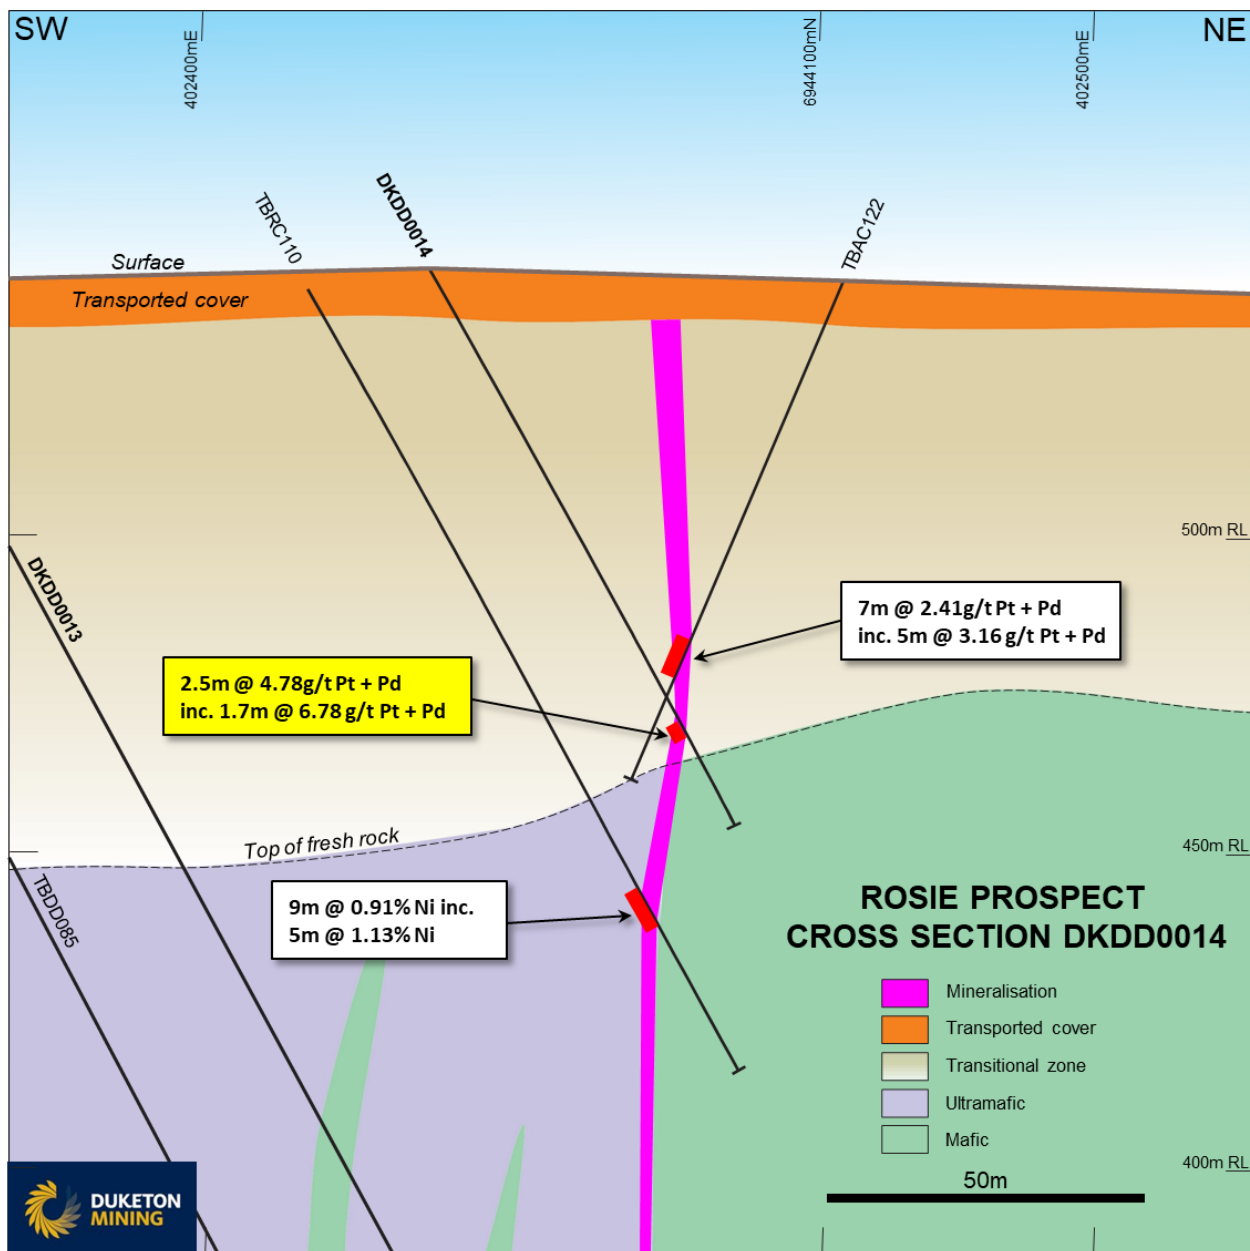 SW
NE
402400mE
6944100mN
402500mE
TBRC110
DKDD0014
TBAC122
Surface
Transported cover
500m RL
DKDD0013
7m @ 2.41g/t Pt + Pd
inc. 5m @ 3.16 g/t Pt + Pd
2.5m @ 4.78g/t Pt + Pd
inc. 1.7m @ 6.78 g/t Pt + Pd
Top of fresh rock
450m RL
TBDD085
9m @ 0.91% Ni inc.
5m @ 1.13% Ni
ROSIE PROSPECT
CROSS SECTION DKDD0014
Mineralisation
Transported cover
Transitional zone
Ultramafic
Mafic
400m RL
50m
DUKETON
MINING